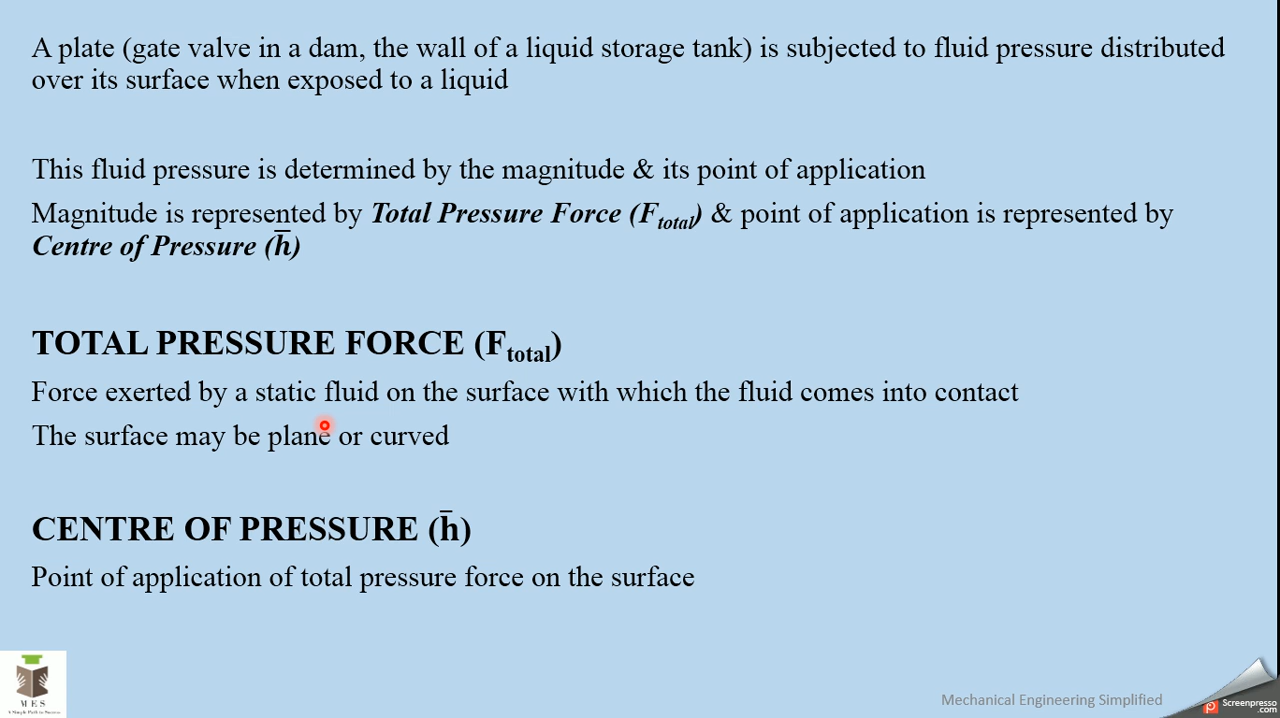 A plate (gate valve in a dam, the wall of a liquid storage tank) is subjected to fluid pressure distributed
over its surface when exposed to a liquid
This fluid pressure is determined by the magnitude & its point of application
Magnitude is represented by Total Pressure Force (Ftotal) & point of application is represented by
Centre of Pressure (h̄)
TOTAL PRESSURE FORCE (Ftotal)
Force exerted by a static fluid on the surface with which the fluid comes into contact
The surface may be plane or curved
CENTRE OF PRESSURE (h̄)
Point of application of total pressure force on the surface
M E S
A Simple Path to Success
Mechanical Engineering Simplified
Screenpresso
.com